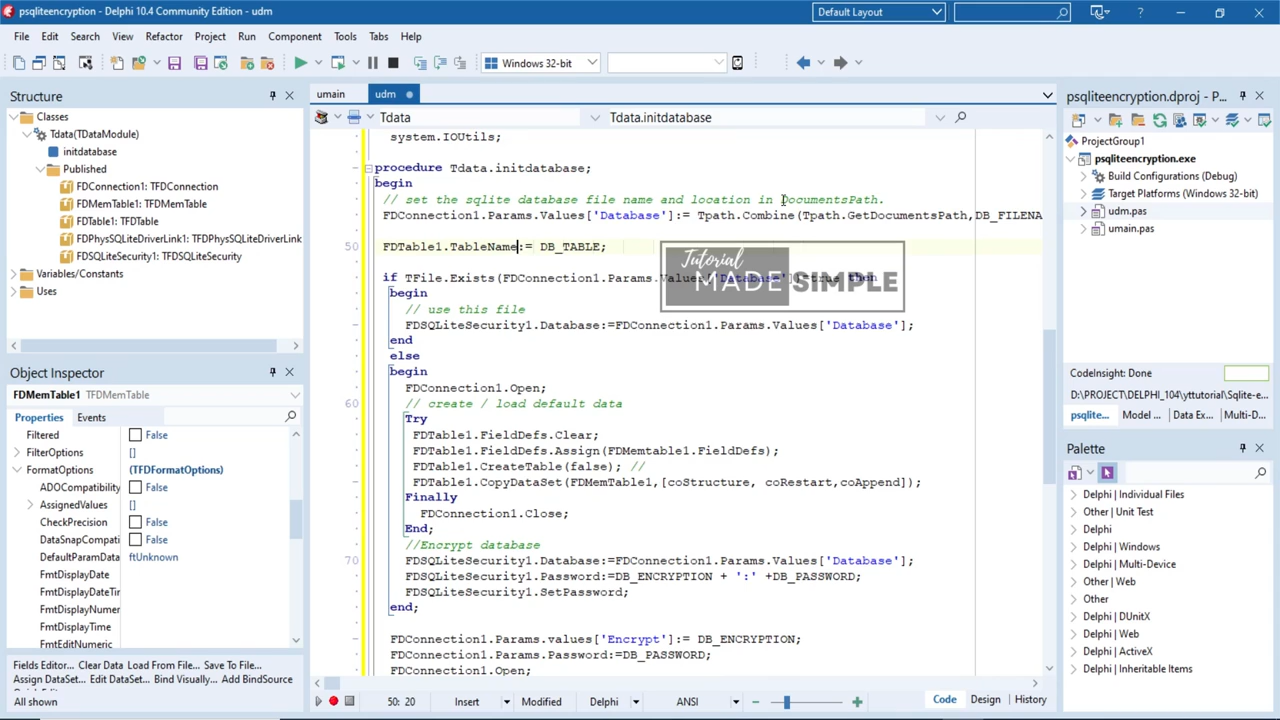 psqliteencryption - Delphi 10.4 Community Edition - udm
Default Layout
File Edit Search View Refactor Project Run Component Tools Tabs Help
Windows 32-bit
Structure
Classes
Tdata(TDataModule)
initdatabase
Published
FDConnection1: TFDConnection
FDMemTable1: TFDMemTable
FDTable1: TFDTable
FDPhysSQLiteDriverLink1: TFDPhysSQLiteDriverLink
FDSQLiteSecurity1: TFDSQLiteSecurity
Variables/Constants
Uses
Object Inspector
FDMemTable1 TFDMemTable
Properties Events
Filtered False
FilterOptions []
FormatOptions (TFDFormatOptions)
ADOCompatibility False
AssignedValues []
CheckPrecision False
DataSnapCompati False
DefaultParamData ftUnknown
FmtDisplayDate
FmtDisplayDateTime
FmtDisplayNumer
FmtDisplayTime
FmtEditNumeric
Fields Editor... Clear Data Load From File... Save To File...
Assign DataSet... Edit DataSet... Bind Visually... Add BindSource
All shown
umain udm
Tdata Tdata.initdatabase
system.IOUtils;
procedure Tdata.initdatabase;
begin
// set the sqlite database file name and location in DocumentsPath.
FDConnection1.Params.Values['Database']:= Tpath.Combine(Tpath.GetDocumentsPath,DB_FILENA
50 FDTable1.TableName:= DB_TABLE;
if TFile.Exists(FDConnection1.Params.Values['Database'])=true then
Tutorial
MADE SIMPLE
begin
// use this file
FDSQLiteSecurity1.Database:=FDConnection1.Params.Values['Database'];
end
else
begin
FDConnection1.Open;
60 // create / load default data
Try
FDTable1.FieldDefs.Clear;
FDTable1.FieldDefs.Assign(FDMemtable1.FieldDefs);
FDTable1.CreateTable(false); //
FDTable1.CopyDataSet(FDMemTable1,[coStructure, coRestart,coAppend]);
Finally
FDConnection1.Close;
End;
//Encrypt database
70 FDSQLiteSecurity1.Database:=FDConnection1.Params.Values['Database'];
FDSQLiteSecurity1.Password:=DB_ENCRYPTION + ':' +DB_PASSWORD;
FDSQLiteSecurity1.SetPassword;
end;
FDConnection1.Params.values['Encrypt']:= DB_ENCRYPTION;
FDConnection1.Params.Password:=DB_PASSWORD;
FDConnection1.Open;
50: 20 Insert Modified Delphi ANSI Code Design History
psqliteencryption.dproj - P...
ProjectGroup1
psqliteencryption.exe
Build Configurations (Debug)
Target Platforms (Windows 32-bit)
udm.pas
umain.pas
CodeInsight: Done
D:\PROJECT\DELPHI_104\yttutorial\Sqlite-e
psqlite... Model ... Data Ex... Multi-D...
Palette
Delphi | Individual Files
Other | Unit Test
Delphi
Delphi | Windows
Delphi | Multi-Device
Other | Web
Other
Delphi | DUnitX
Delphi | Web
Delphi | ActiveX
Delphi | Inheritable Items